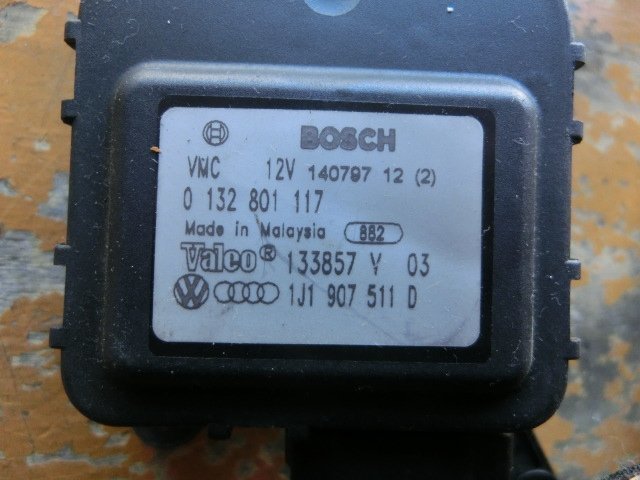 BOSCH
VMC 12V 140797 12 (2)
0 132 801 117
Made in Malaysia 882
Valeo® 133857 Y 03
VW 1J1 907 511 D